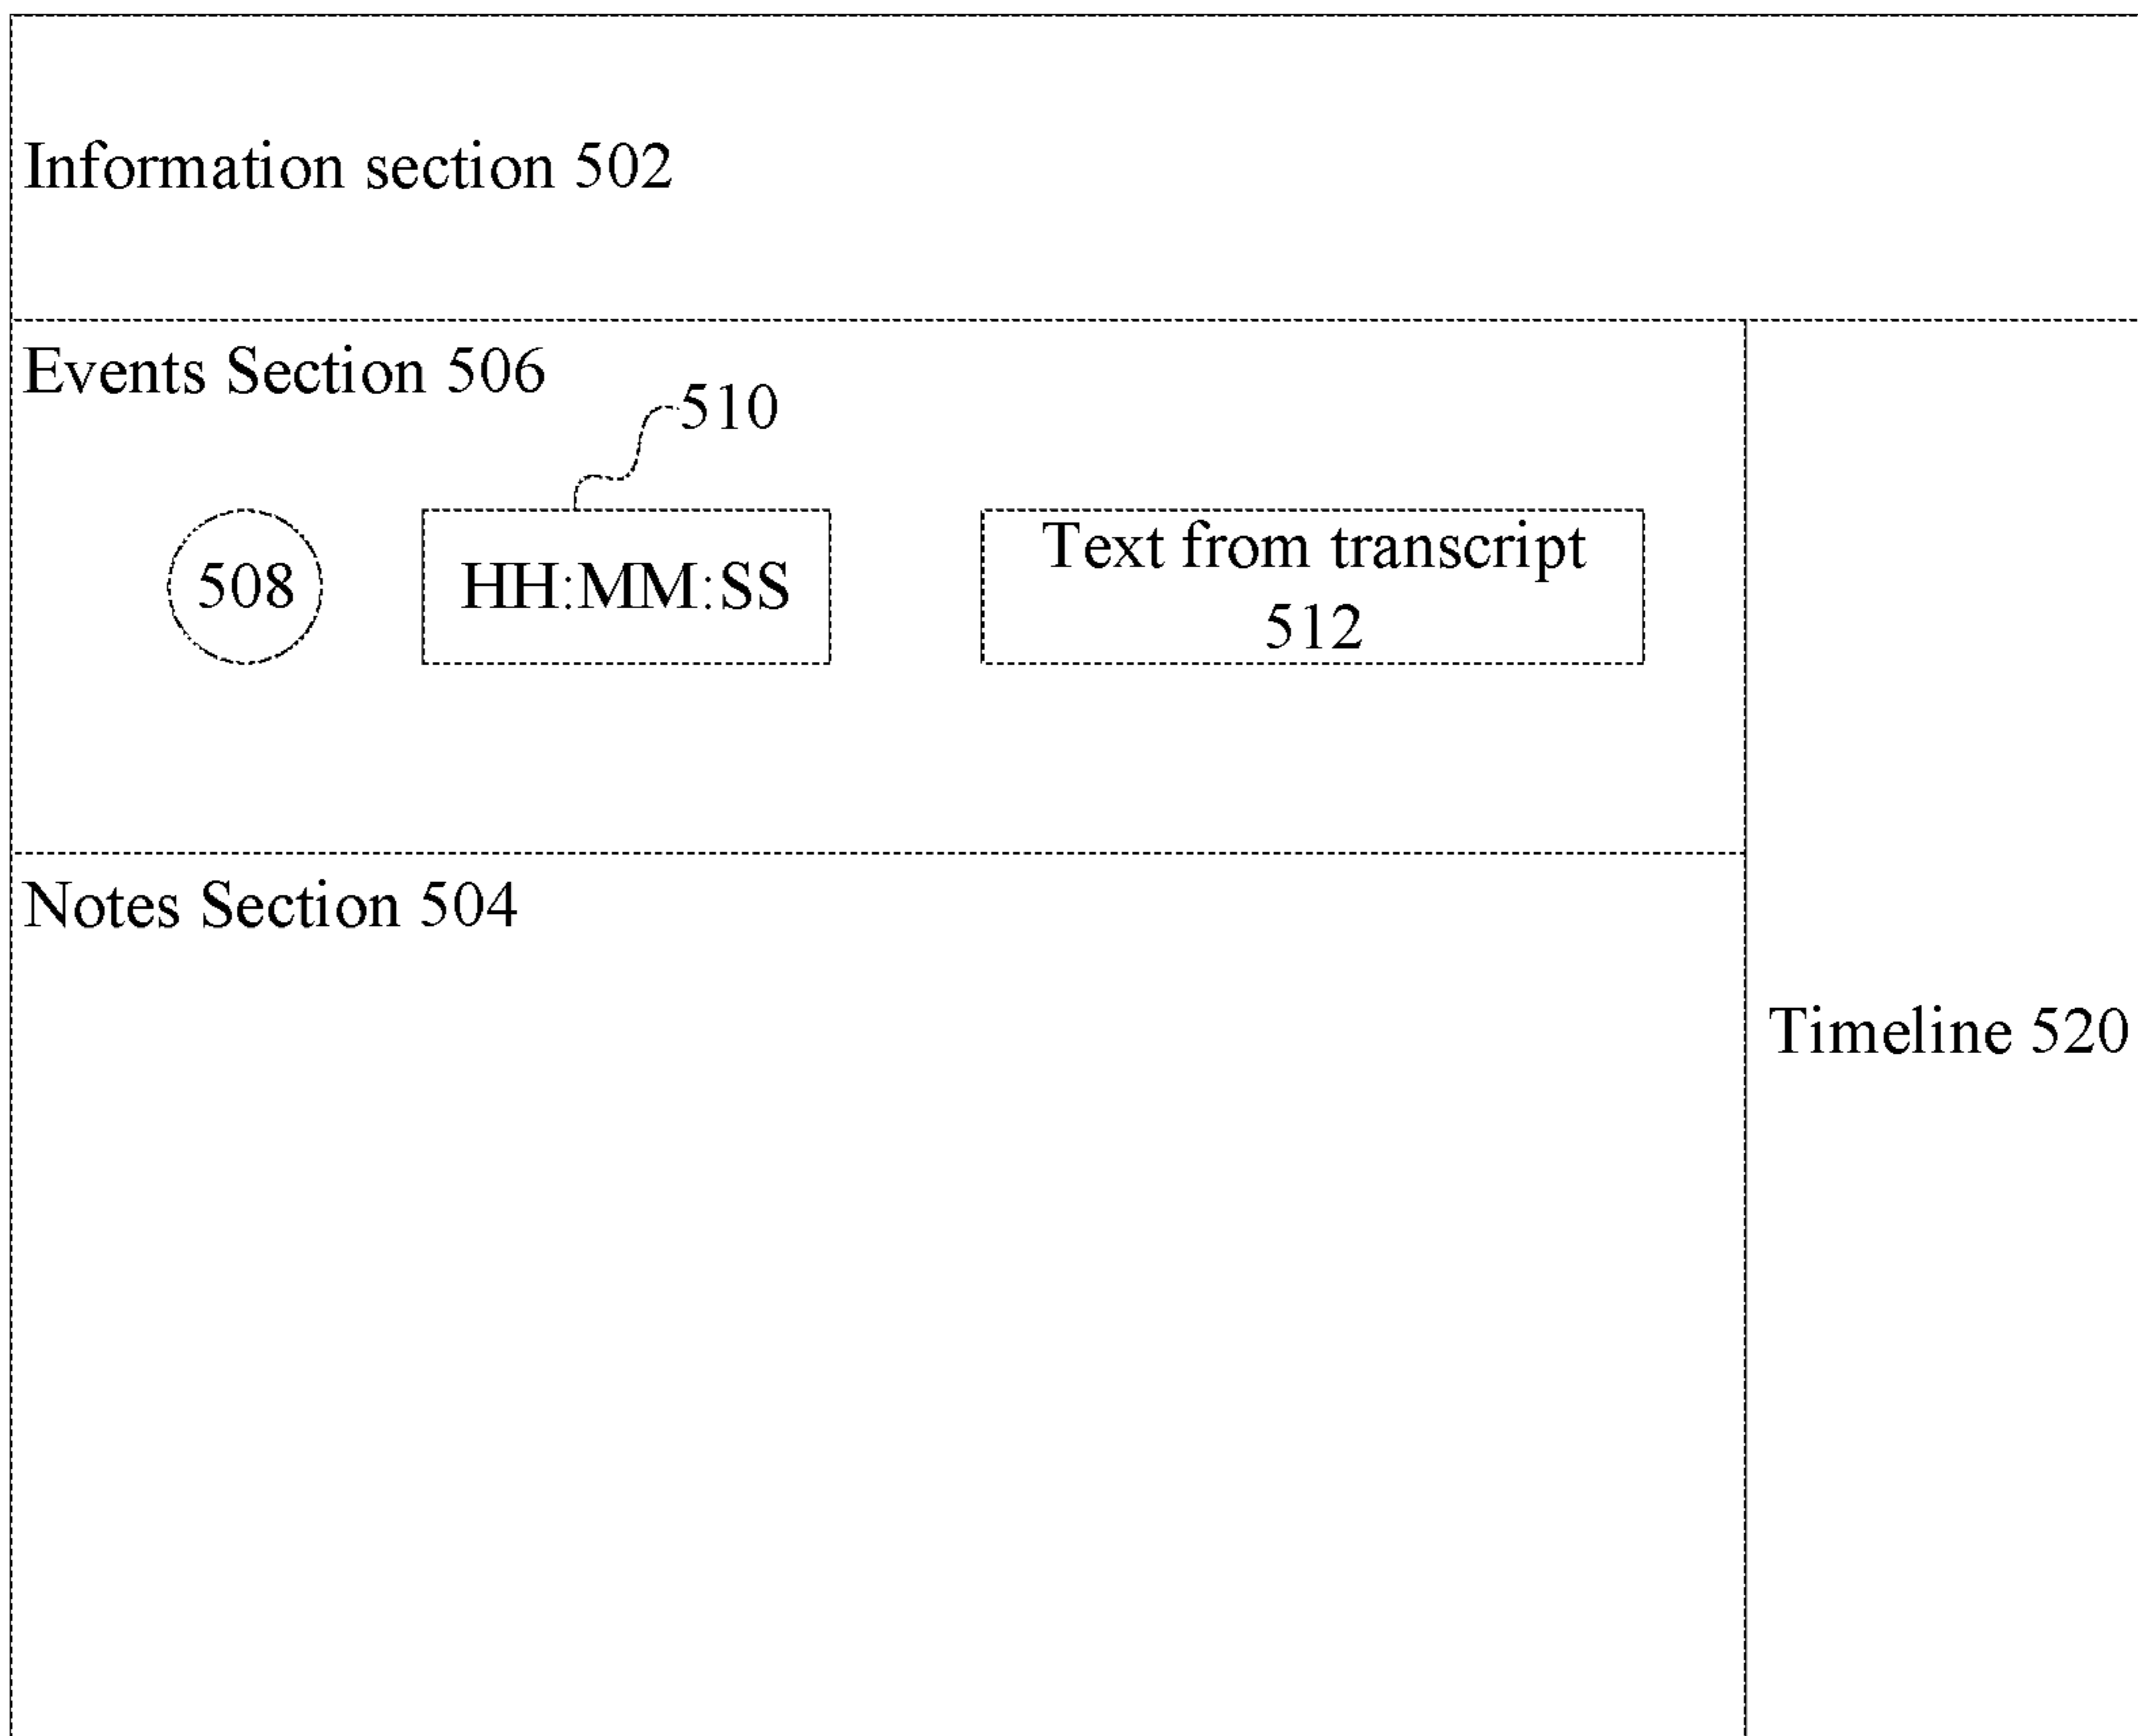 Information section 502
Events Section 506
510
508
HH:MM:SS
Text from transcript
512
Notes Section 504
Timeline 520